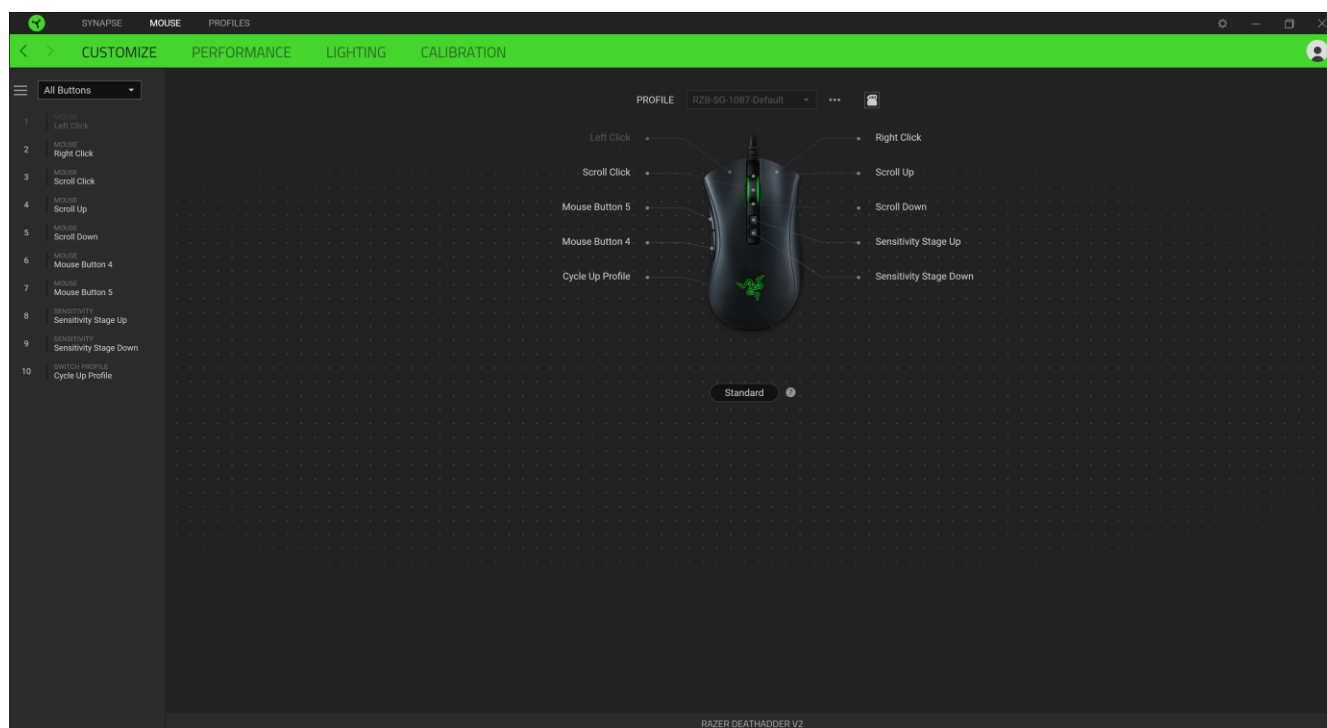 SYNAPSE MOUSE PROFILES
CUSTOMIZE PERFORMANCE LIGHTING CALIBRATION
All Buttons
PROFILE RZB-SG-1087-Default
1 MOUSE
Left Click
2 MOUSE
Right Click
3 MOUSE
Scroll Click
4 MOUSE
Scroll Up
5 MOUSE
Scroll Down
6 MOUSE
Mouse Button 4
7 MOUSE
Mouse Button 5
8 SENSITIVITY
Sensitivity Stage Up
9 SENSITIVITY
Sensitivity Stage Down
10 SWITCH PROFILE
Cycle Up Profile
Left Click Right Click
Scroll Click Scroll Up
Mouse Button 5 Scroll Down
Mouse Button 4 Sensitivity Stage Up
Cycle Up Profile Sensitivity Stage Down
Standard ?
RAZER DEATHADDER V2